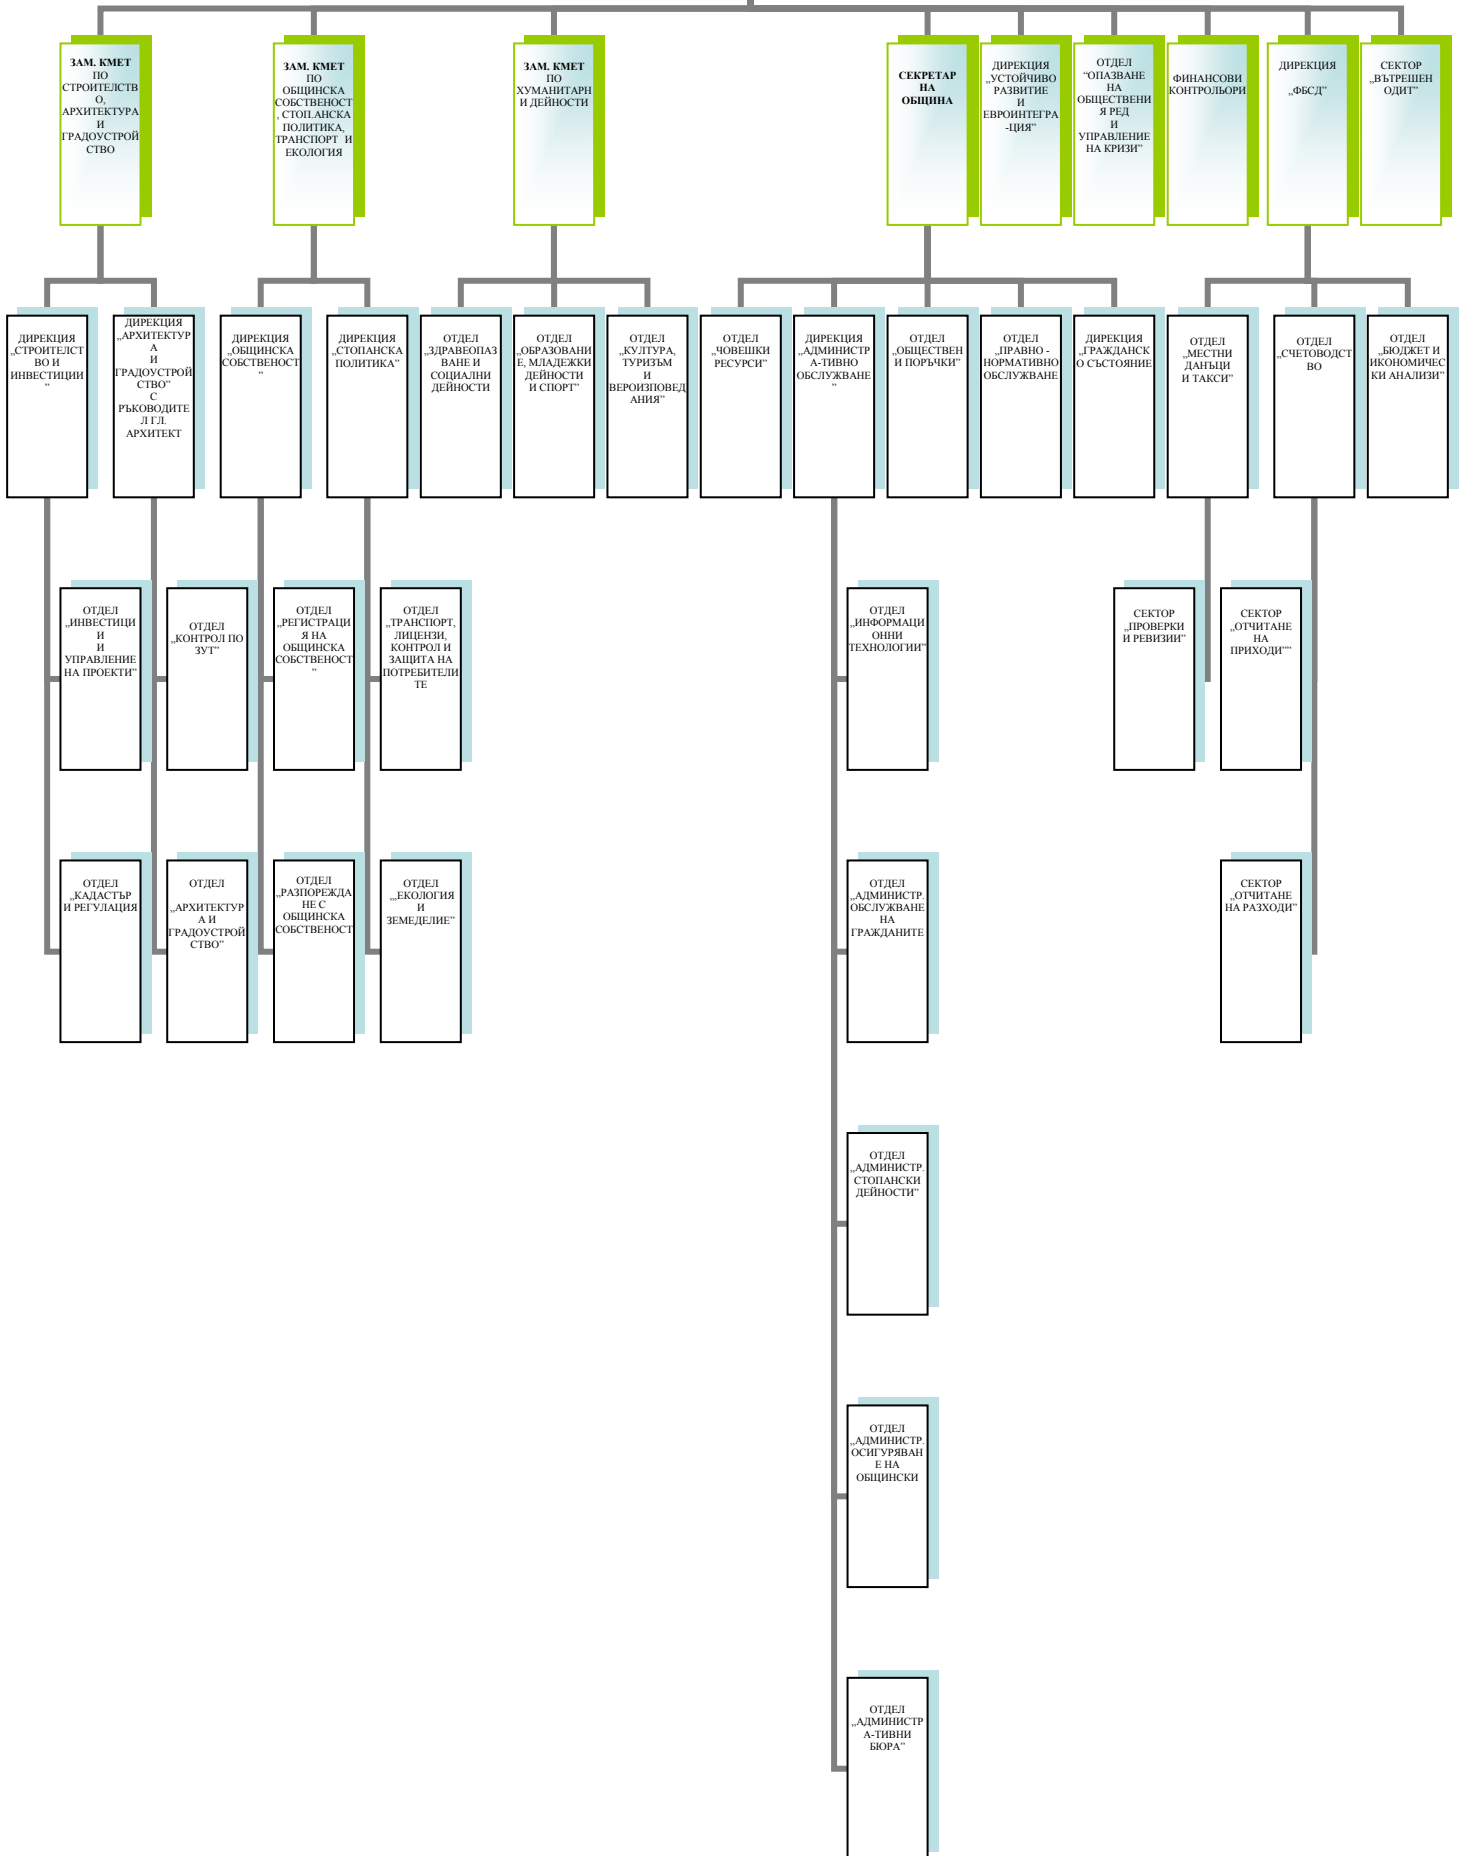 ЗАМ. КМЕТ
ПО
СТРОИТЕЛСТВ
О,
АРХИТЕКТУРА
И
ГРАДОУСТРОЙ
СТВО
ЗАМ. КМЕТ
ПО
ОБЩИНСКА
СОБСТВЕНОСТ
, СТОП.АНСКА
ПОЛИТИКА,
ТРАНСПОРТ И
ЕКОЛОГИЯ
ЗАМ. КМЕТ
ПО
ХУМАНИТАРН
И ДЕЙНОСТИ
СЕКРЕТАР
НА
ОБЩИНА
ДИРЕКЦИЯ
„УСТОЙЧИВО
РАЗВИТИЕ
И
ЕВРОИНТЕГРА
-ЦИЯ”
ОТДЕЛ
“ОПАЗВАНЕ
НА
ОБЩЕСТВЕНИ
Я РЕД
И
УПРАВЛЕНИЕ
НА КРИЗИ”
ФИНАНСОВИ
КОНТРОЛЬОРИ
ДИРЕКЦИЯ
„ФБСД”
СЕКТОР
„ВЪТРЕШЕН
ОДИТ”
ДИРЕКЦИЯ
„СТРОИТЕЛСТ
ВО И
ИНВЕСТИЦИИ
”
ДИРЕКЦИЯ
„АРХИТЕКТУР
А
И
ГРАДОУСТРОЙ
СТВО”
С
РЪКОВОДИТЕ
Л ГЛ.
АРХИТЕКТ
ДИРЕКЦИЯ
„ОБЩИНСКА
СОБСТВЕНОСТ
”
ДИРЕКЦИЯ
„СТОПАНСКА
ПОЛИТИКА”
ОТДЕЛ
„ЗДРАВЕОПАЗ
ВАНЕ И
СОЦИАЛНИ
ДЕЙНОСТИ
ОТДЕЛ
„ОБРАЗОВАНИ
Е, МЛАДЕЖКИ
ДЕЙНОСТИ
И СПОРТ”
ОТДЕЛ
„КУЛТУРА,
ТУРИЗЪМ
И
ВЕРОИЗПОВЕД
АНИЯ”
ОТДЕЛ
„ЧОВЕШКИ
РЕСУРСИ”
ДИРЕКЦИЯ
„АДМИНИСТР
А-ТИВНО
ОБСЛУЖВАНЕ
”
ОТДЕЛ
„ОБЩЕСТВЕН
И ПОРЪЧКИ”
ОТДЕЛ
„ПРАВНО -
НОРМАТИВНО
ОБСЛУЖВАНЕ
ДИРЕКЦИЯ
„ГРАЖДАНСК
О СЪСТОЯНИЕ
ОТДЕЛ
„МЕСТНИ
ДАНЪЦИ
И ТАКСИ”
ОТДЕЛ
„СЧЕТОВОДСТ
ВО
ОТДЕЛ
„БЮДЖЕТ И
ИКОНОМИЧЕС
КИ АНАЛИЗИ”
ОТДЕЛ
„ИНВЕСТИЦИ
И
И
УПРАВЛЕНИЕ
НА ПРОЕКТИ”
ОТДЕЛ
„КОНТРОЛ ПО
ЗУТ”
ОТДЕЛ
„РЕГИСТРАЦИ
Я НА
ОБЩИНСКА
СОБСТВЕНОСТ
”
ОТДЕЛ
„ТРАНСПОРТ,
ЛИЦЕНЗИ,
КОНТРОЛ И
ЗАЩИТА НА
ПОТРЕБИТЕЛИ
ТЕ
ОТДЕЛ
„ИНФОРМАЦИ
ОННИ
ТЕХНОЛОГИИ”
СЕКТОР
„ПРОВЕРКИ
И РЕВИЗИИ”
СЕКТОР
„ОТЧИТАНЕ
НА
ПРИХОДИ””
ОТДЕЛ
„КАДАСТЪР
И РЕГУЛАЦИЯ
ОТДЕЛ
„АРХИТЕКТУР
А И
ГРАДОУСТРОЙ
СТВО”
ОТДЕЛ
„РАЗПОРЕЖДА
НЕ С
ОБЩИНСКА
СОБСТВЕНОСТ
ОТДЕЛ
„„ЕКОЛОГИЯ
И
ЗЕМЕДЕЛИЕ”
ОТДЕЛ
„АДМИНИСТР.
ОБСЛУЖВАНЕ
НА
ГРАЖДАНИТЕ
СЕКТОР
„ОТЧИТАНЕ
НА РАЗХОДИ”
ОТДЕЛ
„АДМИНИСТР.
СТОПАНСКИ
ДЕЙНОСТИ”
ОТДЕЛ
„АДМИНИСТР.
ОСИГУРЯВАН
Е НА
ОБЩИНСКИ
ОТДЕЛ
„АДМИНИСТР
А-ТИВНИ
БЮРА”